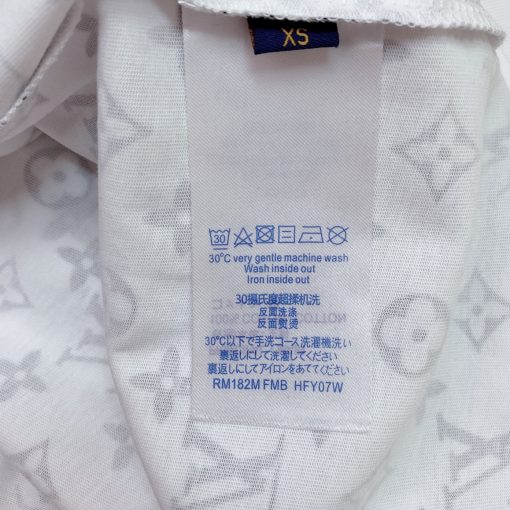 XS
30
30°C very gentle machine wash
Wash inside out
Iron inside out
30攝氏度超揉机洗
反面洗涤
反面熨烫
30°C以下で手洗コース洗濯機洗い
裏返しにして洗濯してください
裏返しにしてアイロンをあててください
RM182M FMB HFY07W